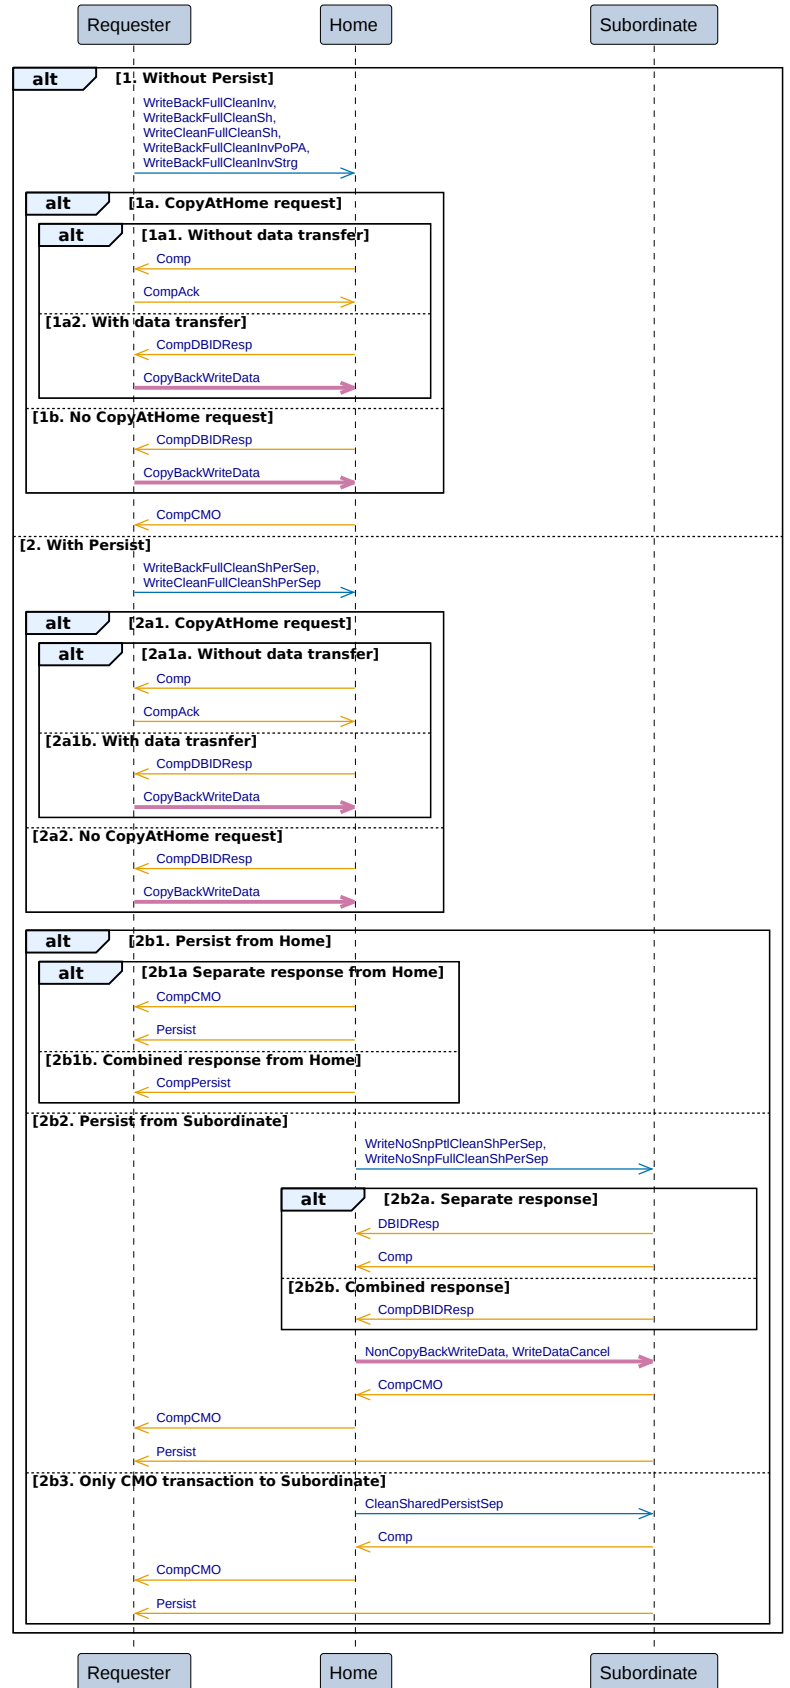 Requester Home Subordinate
alt [1. Without Persist]
WriteBackFullCleanInv,
WriteBackFullCleanSh,
WriteCleanFullCleanSh,
WriteBackFullCleanInvPoPA,
WriteBackFullCleanInvStrg
alt [1a. CopyAtHome request]
alt [1a1. Without data transfer]
Comp
CompAck
[1a2. With data transfer]
CompDBIDResp
CopyBackWriteData
[1b. No CopyAtHome request]
CompDBIDResp
CopyBackWriteData
CompCMO
[2. With Persist]
WriteBackFullCleanShPerSep,
WriteCleanFullCleanShPerSep
alt [2a1. CopyAtHome request]
alt [2a1a. Without data transfer]
Comp
CompAck
[2a1b. With data trasnfer]
CompDBIDResp
CopyBackWriteData
[2a2. No CopyAtHome request]
CompDBIDResp
CopyBackWriteData
alt [2b1. Persist from Home]
alt [2b1a Separate response from Home]
CompCMO
Persist
[2b1b. Combined response from Home]
CompPersist
[2b2. Persist from Subordinate]
WriteNoSnpPtlCleanShPerSep,
WriteNoSnpFullCleanShPerSep
alt [2b2a. Separate response]
DBIDResp
Comp
[2b2b. Combined response]
CompDBIDResp
NonCopyBackWriteData, WriteDataCancel
CompCMO
CompCMO
Persist
[2b3. Only CMO transaction to Subordinate]
CleanSharedPersistSep
Comp
CompCMO
Persist
Requester Home Subordinate